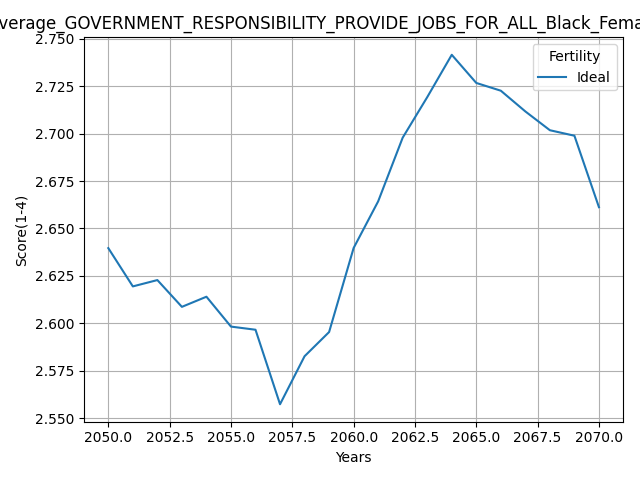 verage_GOVERNMENT_RESPONSIBILITY_PROVIDE_JOBS_FOR_ALL_Black_Fema
2.750
2.725
2.700
2.675
2.650
2.625
2.600
2.575
2.550
Score(1-4)
Fertility
Ideal
2050.0 2052.5 2055.0 2057.5 2060.0 2062.5 2065.0 2067.5 2070.0
Years